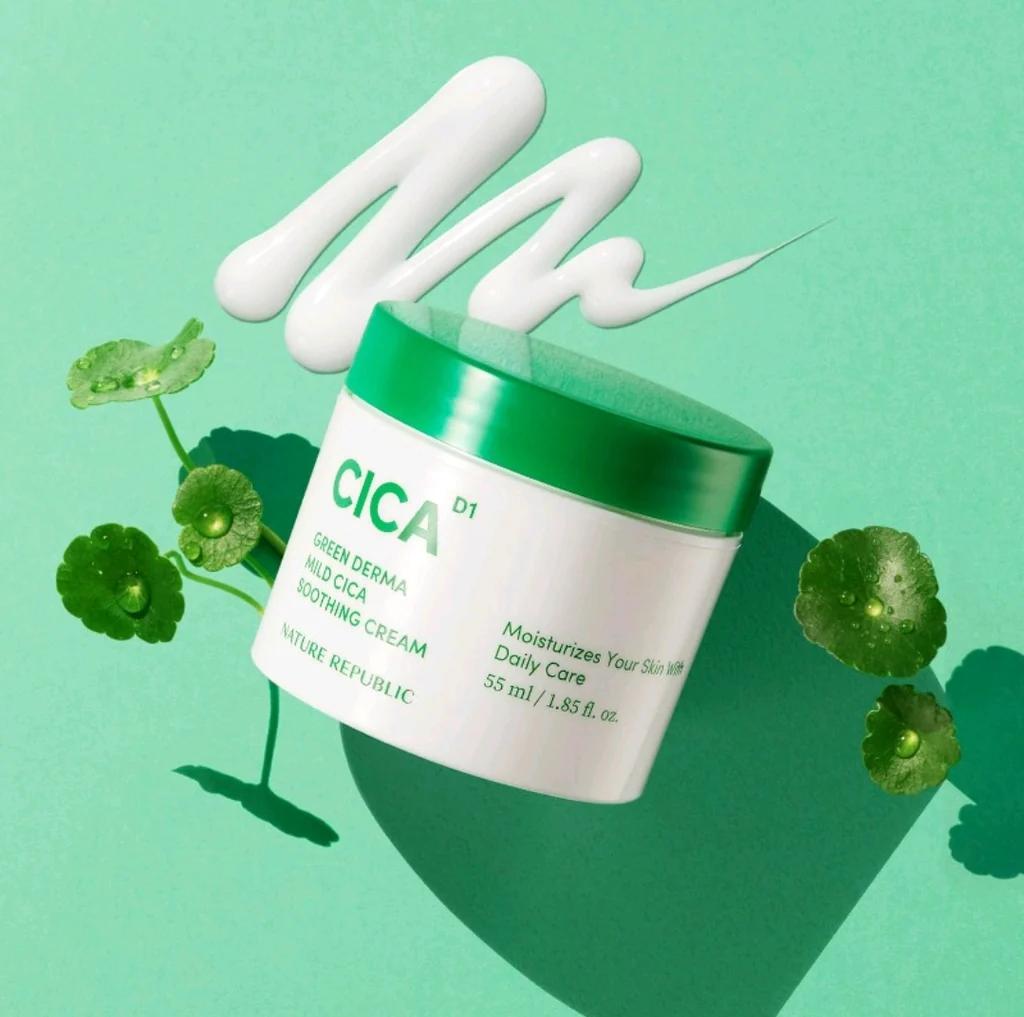 CICA D1
GREEN DERMA
MILD CICA
SOOTHING CREAM
NATURE REPUBLIC
Moisturizes Your Skin With
Daily Care
55 ml / 1.85 fl. oz.